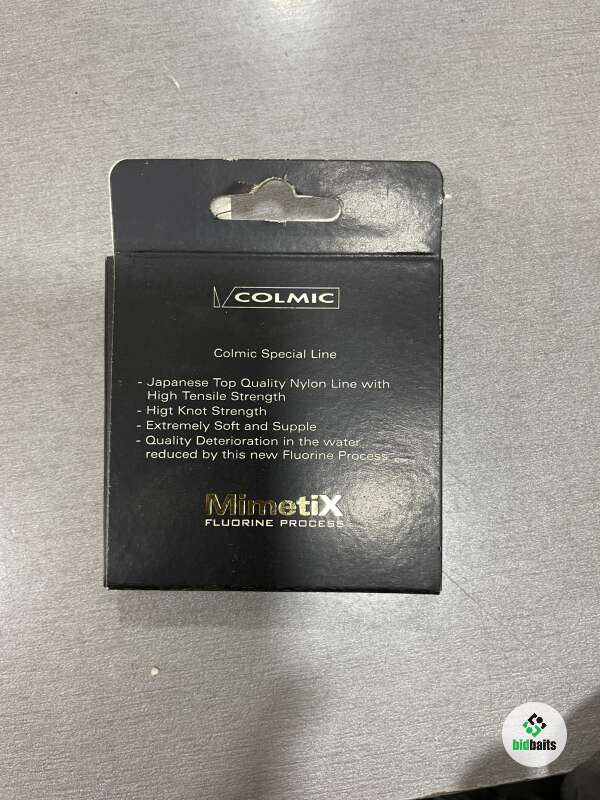 COLMIC
Colmic Special Line
- Japanese Top Quality Nylon Line with
High Tensile Strength
- Higt Knot Strength
- Extremely Soft and Supple
- Quality Deterioration in the water
reduced by this new Fluorine Process
MimetiX
FLUORINE PROCESS
bidbaits